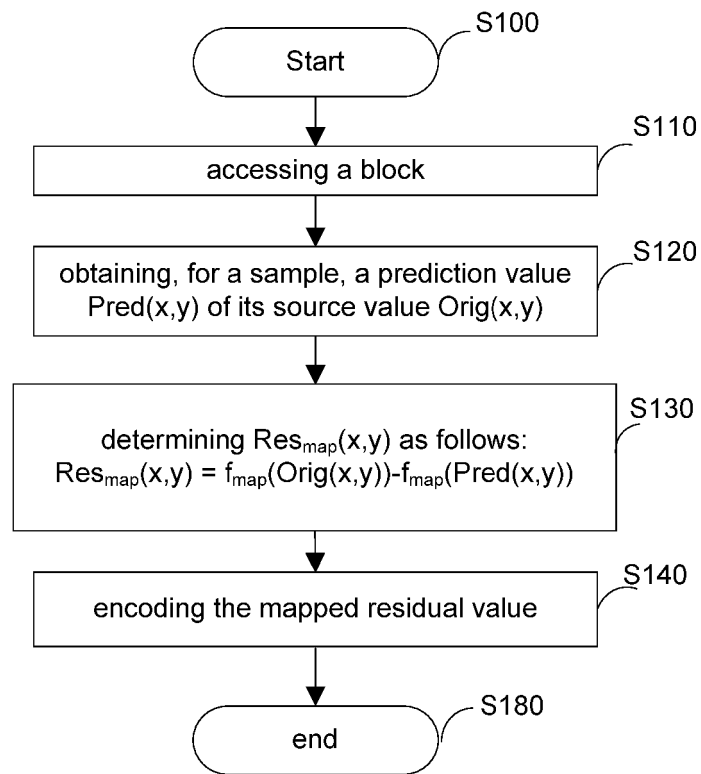 S100
Start
S110
accessing a block
S120
obtaining, for a sample, a prediction value
Pred(x,y) of its source value Orig(x,y)
S130
determining Resmap(x,y) as follows:
Resmap(x,y) = fmap(Orig(x,y))-fmap(Pred(x,y))
S140
encoding the mapped residual value
S180
end